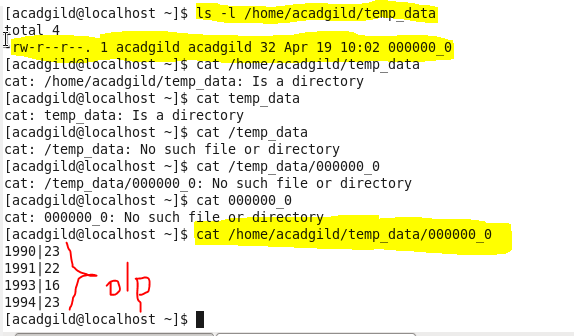 [acadgild@localhost ~]$ ls -l /home/acadgild/temp_data
total 4
-rw-r--r--. 1 acadgild acadgild 32 Apr 19 10:02 000000_0
[acadgild@localhost ~]$ cat /home/acadgild/temp_data
cat: /home/acadgild/temp_data: Is a directory
[acadgild@localhost ~]$ cat temp_data
cat: temp_data: Is a directory
[acadgild@localhost ~]$ cat /temp_data
cat: /temp_data: No such file or directory
[acadgild@localhost ~]$ cat /temp_data/000000_0
cat: /temp_data/000000_0: No such file or directory
[acadgild@localhost ~]$ cat 000000_0
cat: 000000_0: No such file or directory
[acadgild@localhost ~]$ cat /home/acadgild/temp_data/000000_0
1990|23
1991|22
1993|16
1994|23
o|p
[acadgild@localhost ~]$